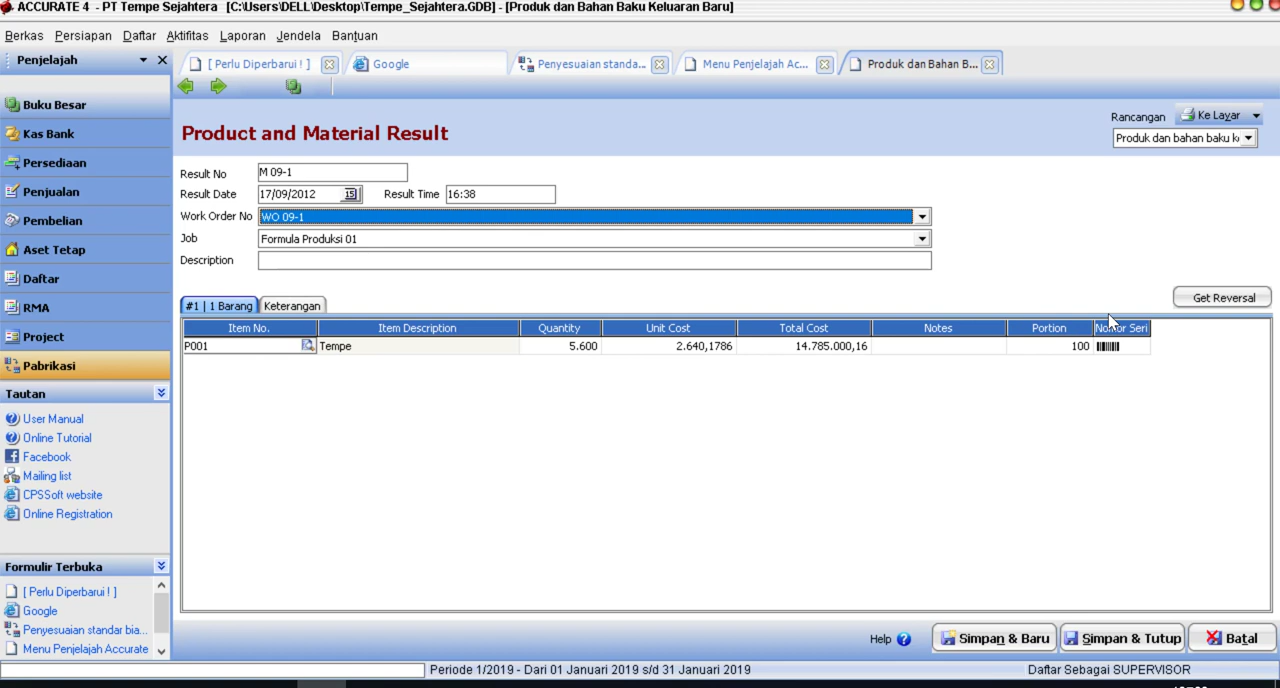 ACCURATE 4 - PT Tempe Sejahtera [C:\Users\DELL\Desktop\Tempe_Sejahtera.GDB] - [Produk dan Bahan Baku Keluaran Baru]
Berkas Persiapan Daftar Aktifitas Laporan Jendela Bantuan
Penjelajah
[ Perlu Diperbarui ! ] Google Penyesuaian standa... Menu Penjelajah Ac... Produk dan Bahan B...
Buku Besar
Kas Bank
Persediaan
Penjualan
Pembelian
Aset Tetap
Daftar
RMA
Project
Pabrikasi
Tautan
User Manual
Online Tutorial
Facebook
Mailing list
CPSSoft website
Online Registration
Formulir Terbuka
[ Perlu Diperbarui ! ]
Google
Penyesuaian standar bia...
Menu Penjelajah Accurate
Product and Material Result
Rancangan Ke Layar
Produk dan bahan baku k
Result No M 09-1
Result Date 17/09/2012 15 Result Time 16:38
Work Order No WO 09-1
Job Formula Produksi 01
Description
Get Reversal
#1 | 1 Barang Keterangan
Item No. Item Description Quantity Unit Cost Total Cost Notes Portion Nomor Seri
P001 Tempe 5.600 2.640,1786 14.785.000,16 100
Help ? Simpan & Baru Simpan & Tutup Batal
Periode 1/2019 - Dari 01 Januari 2019 s/d 31 Januari 2019 Daftar Sebagai SUPERVISOR